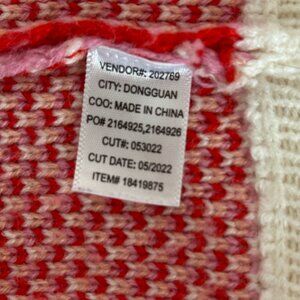 VENDOR#: 202769
CITY: DONGGUAN
COO: MADE IN CHINA
PO# 2164925,2164926
CUT#: 053022
CUT DATE: 05/2022
ITEM# 18419875